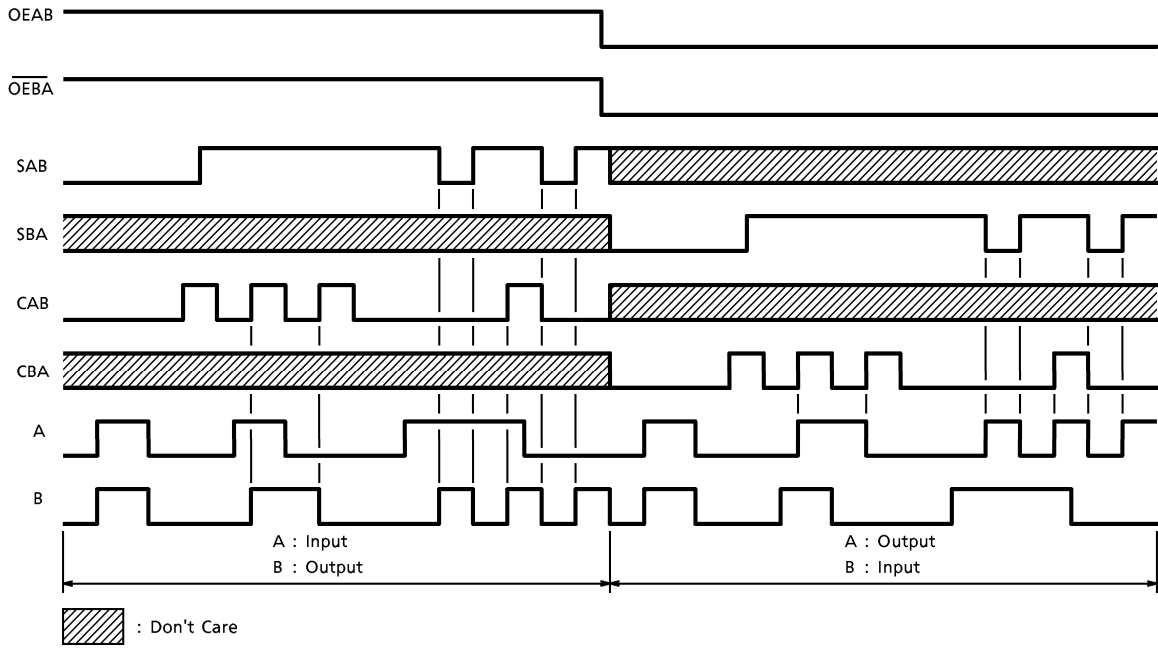 OEAB
OEBA
SAB
SBA
CAB
CBA
A
B
A : Input
B : Output
A : Output
B : Input
: Don't Care